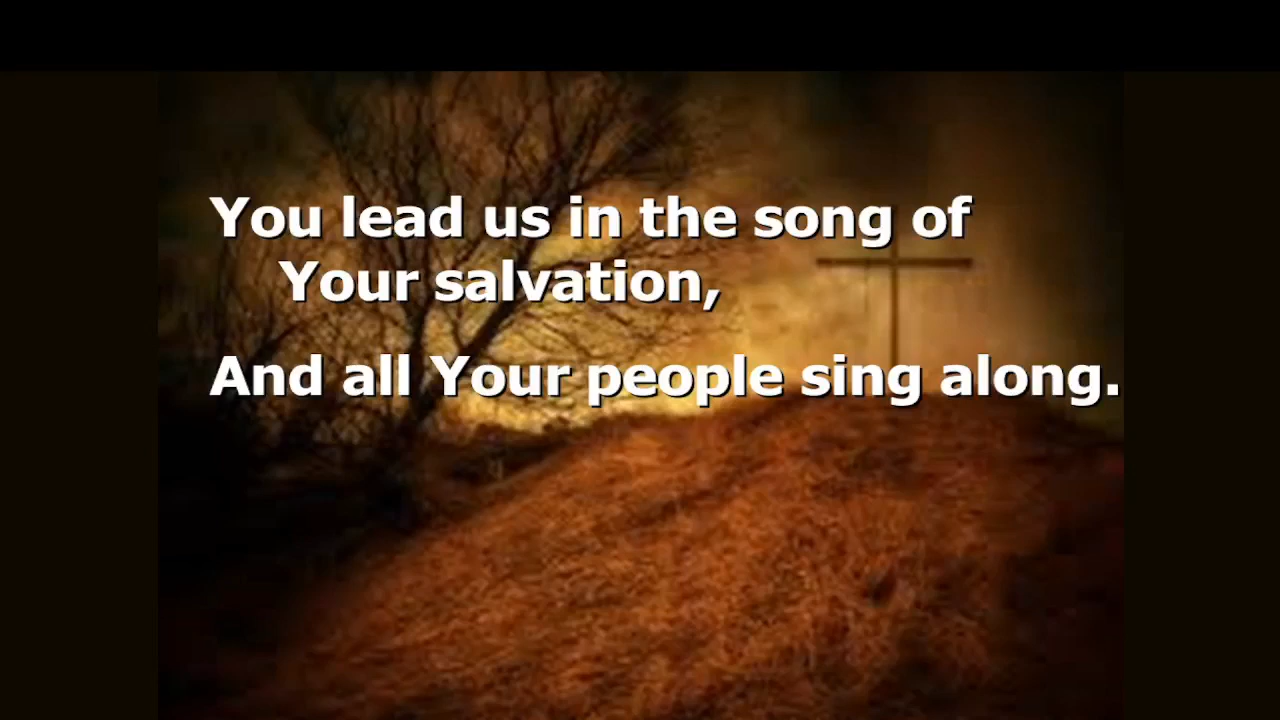 You lead us in the song of
Your salvation,
And all Your people sing along.